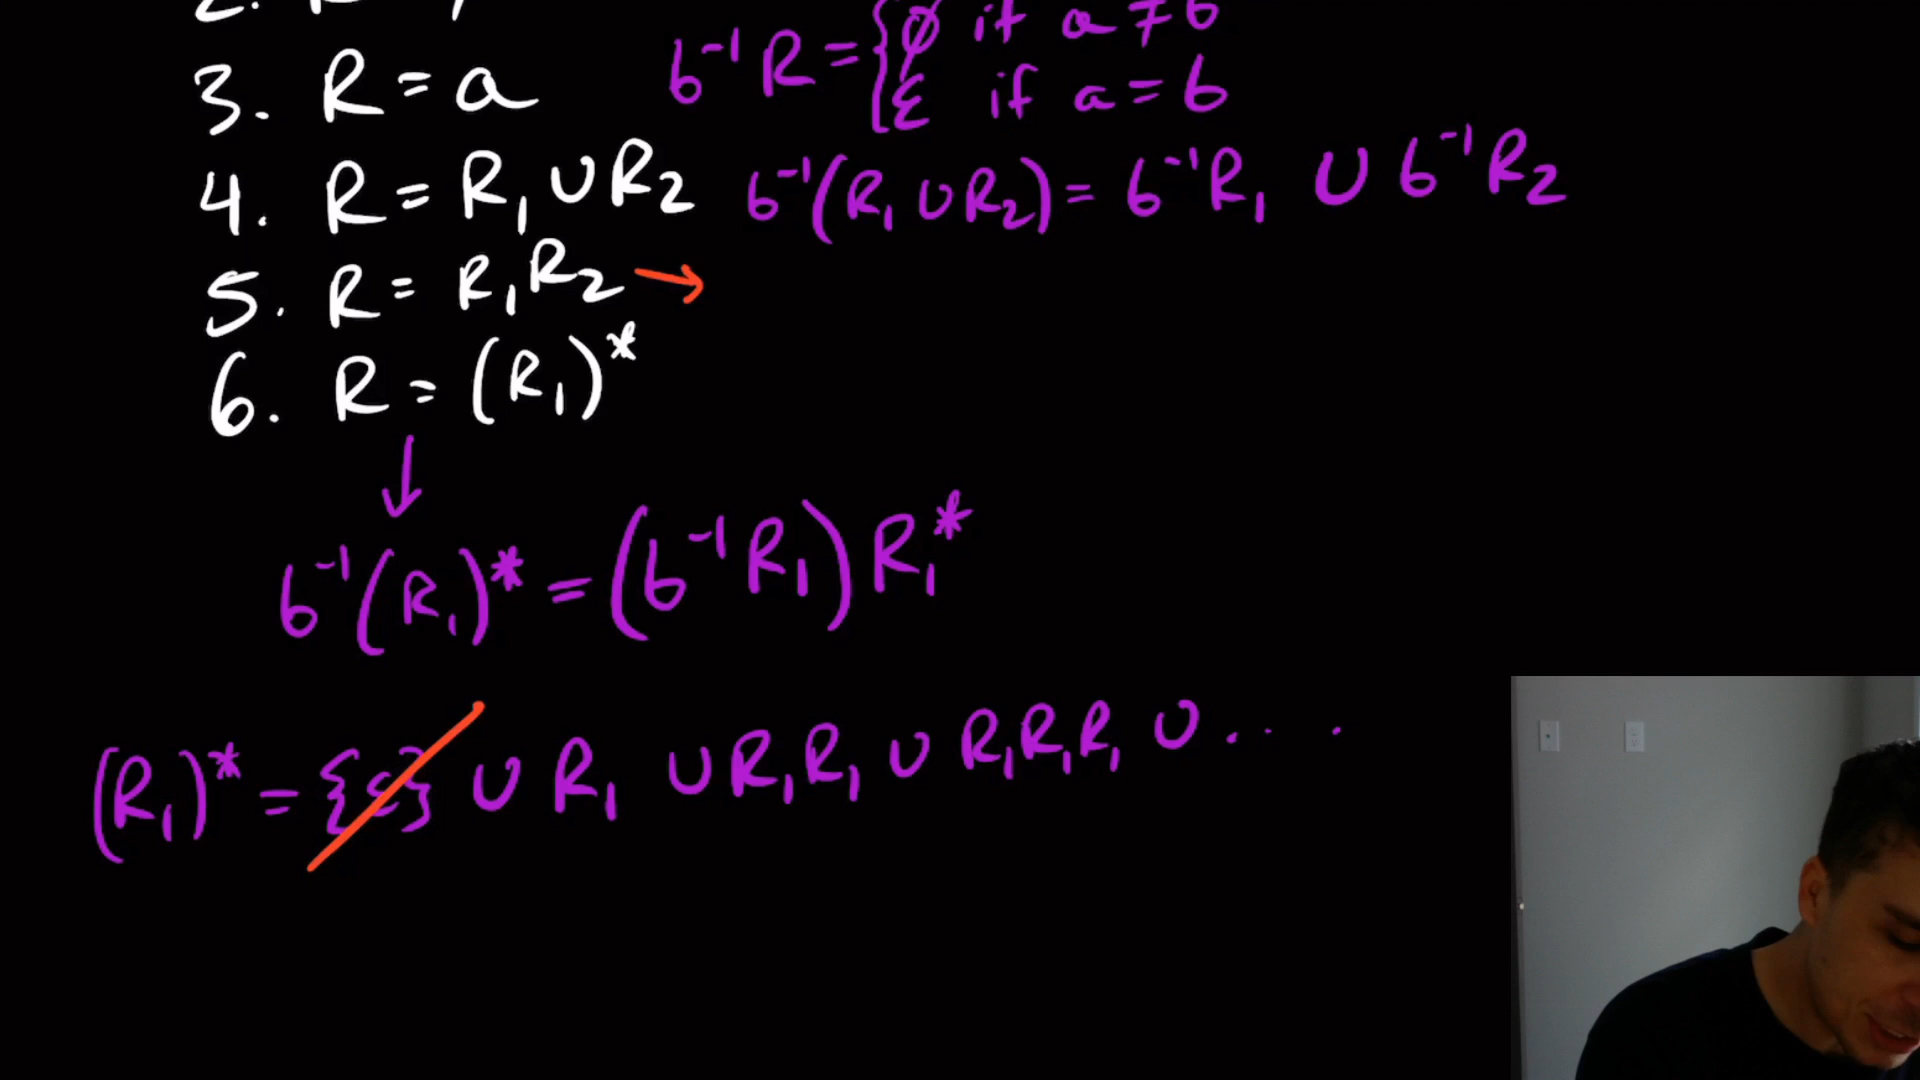 3. R = a
b⁻¹R = { ∅ if a ≠ b
{ ε if a = b
4. R = R₁ ∪ R₂
b⁻¹(R₁ ∪ R₂) = b⁻¹R₁ ∪ b⁻¹R₂
5. R = R₁R₂ →
6. R = (R₁)*
↓
b⁻¹(R₁)* = (b⁻¹R₁)R₁*
(R₁)* = {ε} ∪ R₁ ∪ R₁R₁ ∪ R₁R₁R₁ ∪ . . . .